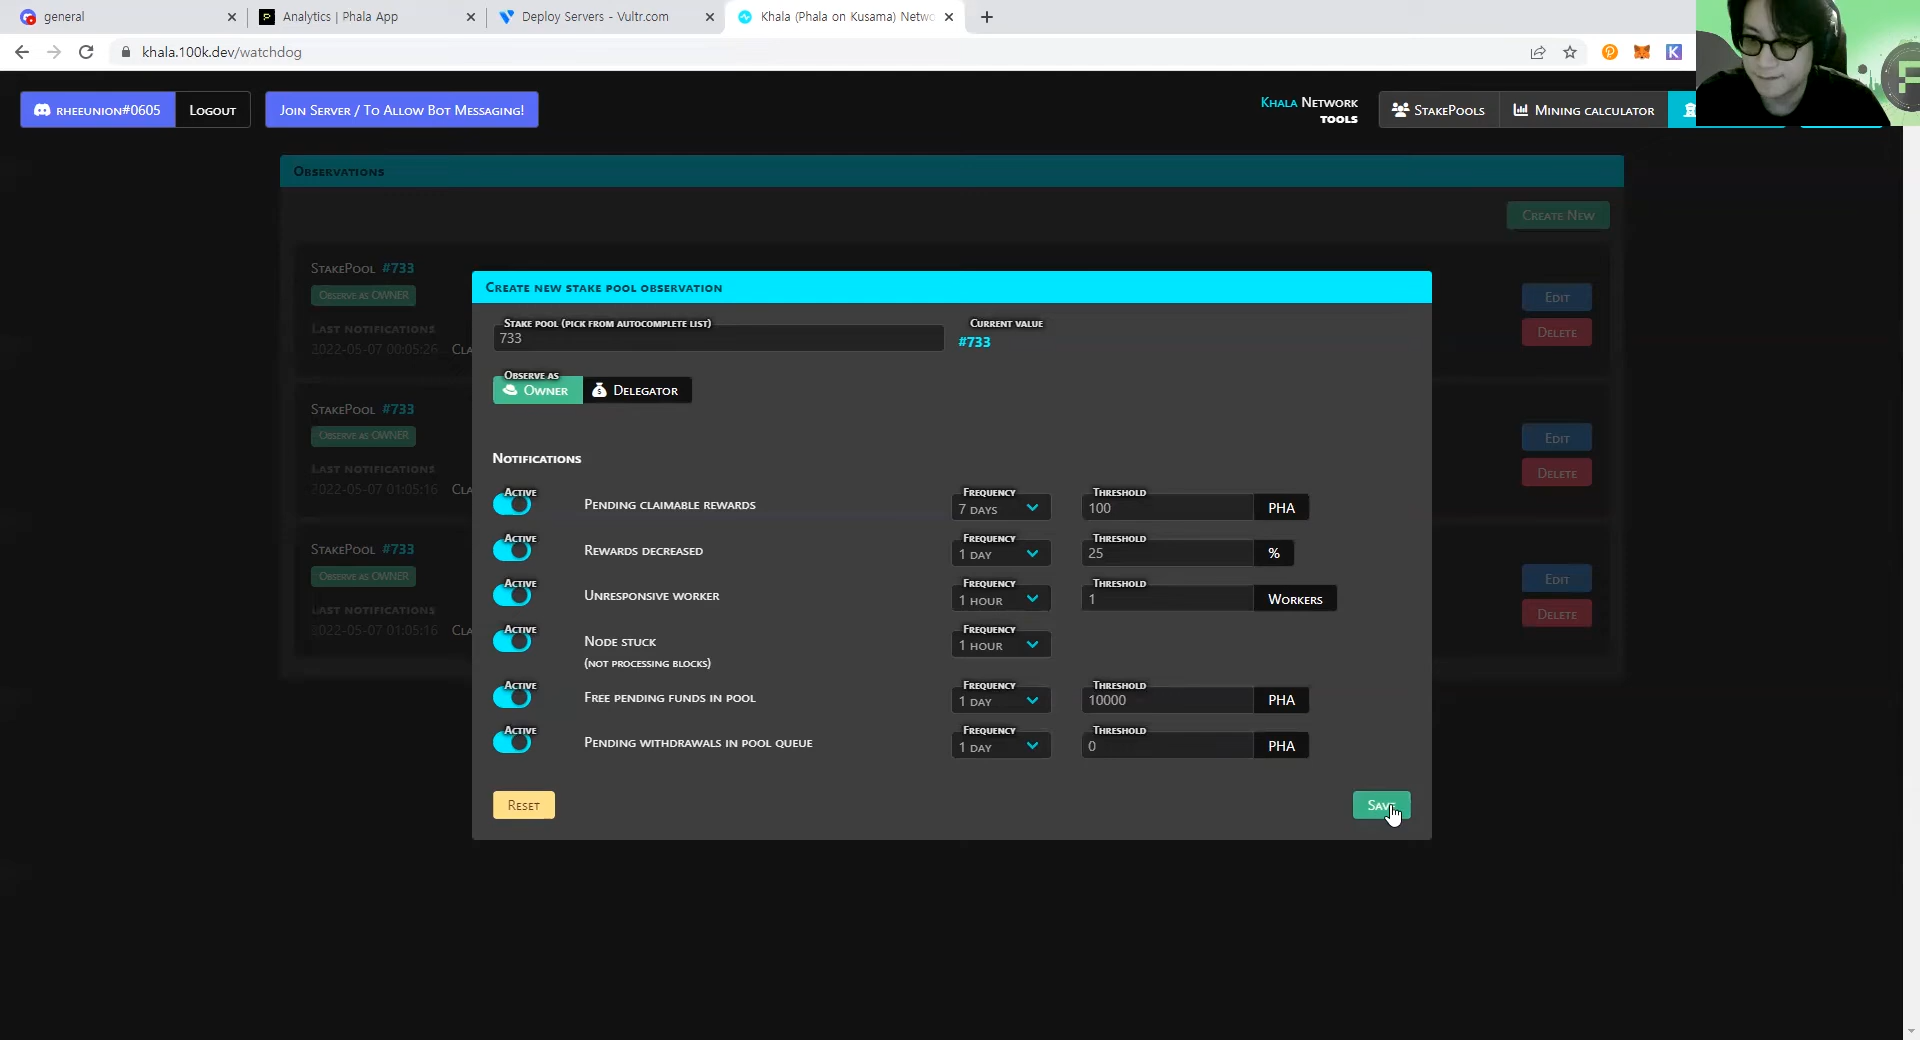 general
Analytics | Phala App
Deploy Servers - Vultr.com
Khala (Phala on Kusama) Netwo
khala.100k.dev/watchdog
RHEEUNION#0605
LOGOUT
JOIN SERVER / TO ALLOW BOT MESSAGING!
KHALA NETWORK
TOOLS
STAKEPOOLS
MINING CALCULATOR
OBSERVATIONS
CREATE NEW
STAKEPOOL #733
OBSERVE AS OWNER
LAST NOTIFICATIONS
2022-05-07 00:05:26 CLA
EDIT
DELETE
STAKEPOOL #733
OBSERVE AS OWNER
LAST NOTIFICATIONS
2022-05-07 01:05:16 CLA
EDIT
DELETE
STAKEPOOL #733
OBSERVE AS OWNER
LAST NOTIFICATIONS
2022-05-07 01:05:16 CLA
EDIT
DELETE
CREATE NEW STAKE POOL OBSERVATION
STAKE POOL (PICK FROM AUTOCOMPLETE LIST)
733
CURRENT VALUE
#733
OBSERVE AS
OWNER
DELEGATOR
NOTIFICATIONS
ACTIVE
PENDING CLAIMABLE REWARDS
FREQUENCY
7 DAYS
THRESHOLD
100
PHA
ACTIVE
REWARDS DECREASED
FREQUENCY
1 DAY
THRESHOLD
25
%
ACTIVE
UNRESPONSIVE WORKER
FREQUENCY
1 HOUR
THRESHOLD
1
WORKERS
ACTIVE
NODE STUCK
(NOT PROCESSING BLOCKS)
FREQUENCY
1 HOUR
ACTIVE
FREE PENDING FUNDS IN POOL
FREQUENCY
1 DAY
THRESHOLD
10000
PHA
ACTIVE
PENDING WITHDRAWALS IN POOL QUEUE
FREQUENCY
1 DAY
THRESHOLD
0
PHA
RESET
SAVE